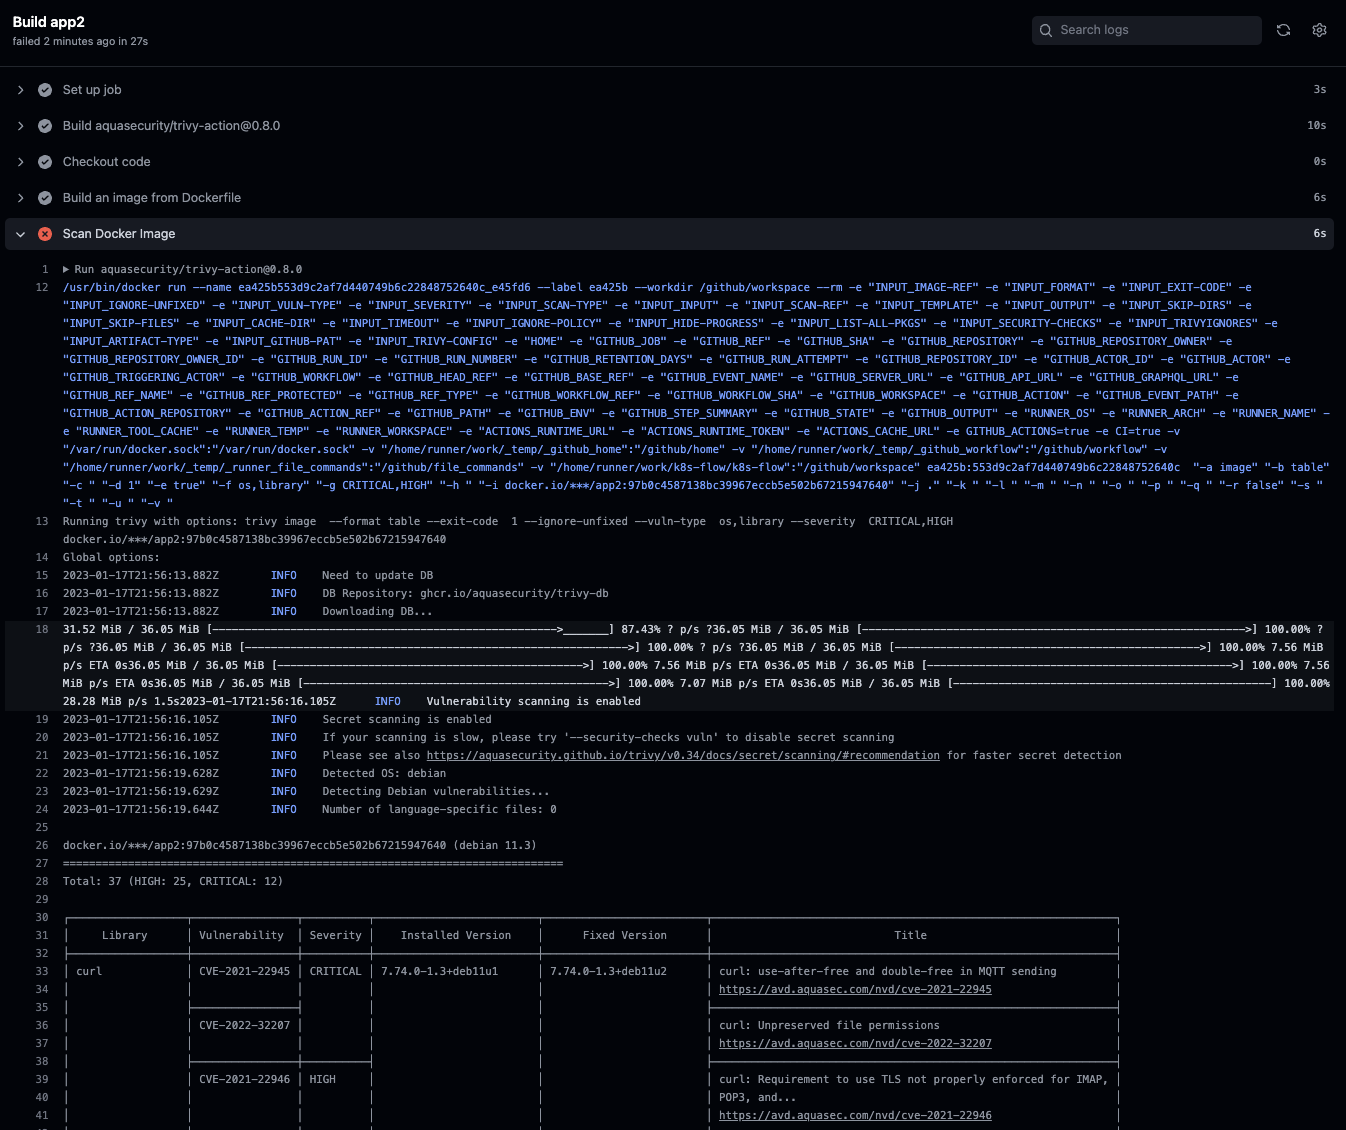 Build app2
failed 2 minutes ago in 27s
Search logs
Set up job 3s
Build aquasecurity/trivy-action@0.8.0 10s
Checkout code 0s
Build an image from Dockerfile 6s
Scan Docker Image 6s
1 Run aquasecurity/trivy-action@0.8.0
12 /usr/bin/docker run --name ea425b553d9c2af7d440749b6c22848752640c_e45fd6 --label ea425b --workdir /github/workspace --rm -e "INPUT_IMAGE-REF" -e "INPUT_FORMAT" -e "INPUT_EXIT-CODE" -e
"INPUT_IGNORE-UNFIXED" -e "INPUT_VULN-TYPE" -e "INPUT_SEVERITY" -e "INPUT_SCAN-TYPE" -e "INPUT_INPUT" -e "INPUT_SCAN-REF" -e "INPUT_TEMPLATE" -e "INPUT_OUTPUT" -e "INPUT_SKIP-DIRS" -e
"INPUT_SKIP-FILES" -e "INPUT_CACHE-DIR" -e "INPUT_TIMEOUT" -e "INPUT_IGNORE-POLICY" -e "INPUT_HIDE-PROGRESS" -e "INPUT_LIST-ALL-PKGS" -e "INPUT_SECURITY-CHECKS" -e "INPUT_TRIVYIGNORES" -e
"INPUT_ARTIFACT-TYPE" -e "INPUT_GITHUB-PAT" -e "INPUT_TRIVY-CONFIG" -e "HOME" -e "GITHUB_JOB" -e "GITHUB_REF" -e "GITHUB_SHA" -e "GITHUB_REPOSITORY" -e "GITHUB_REPOSITORY_OWNER" -e
"GITHUB_REPOSITORY_OWNER_ID" -e "GITHUB_RUN_ID" -e "GITHUB_RUN_NUMBER" -e "GITHUB_RETENTION_DAYS" -e "GITHUB_RUN_ATTEMPT" -e "GITHUB_REPOSITORY_ID" -e "GITHUB_ACTOR_ID" -e "GITHUB_ACTOR" -e
"GITHUB_TRIGGERING_ACTOR" -e "GITHUB_WORKFLOW" -e "GITHUB_HEAD_REF" -e "GITHUB_BASE_REF" -e "GITHUB_EVENT_NAME" -e "GITHUB_SERVER_URL" -e "GITHUB_API_URL" -e "GITHUB_GRAPHQL_URL" -e
"GITHUB_REF_NAME" -e "GITHUB_REF_PROTECTED" -e "GITHUB_REF_TYPE" -e "GITHUB_WORKFLOW_REF" -e "GITHUB_WORKFLOW_SHA" -e "GITHUB_WORKSPACE" -e "GITHUB_ACTION" -e "GITHUB_EVENT_PATH" -e
"GITHUB_ACTION_REPOSITORY" -e "GITHUB_ACTION_REF" -e "GITHUB_PATH" -e "GITHUB_ENV" -e "GITHUB_STEP_SUMMARY" -e "GITHUB_STATE" -e "GITHUB_OUTPUT" -e "RUNNER_OS" -e "RUNNER_ARCH" -e "RUNNER_NAME" -
e "RUNNER_TOOL_CACHE" -e "RUNNER_TEMP" -e "RUNNER_WORKSPACE" -e "ACTIONS_RUNTIME_URL" -e "ACTIONS_RUNTIME_TOKEN" -e "ACTIONS_CACHE_URL" -e GITHUB_ACTIONS=true -e CI=true -v
"/var/run/docker.sock":"/var/run/docker.sock" -v "/home/runner/work/_temp/_github_home":"/github/home" -v "/home/runner/work/_temp/_github_workflow":"/github/workflow" -v
"/home/runner/work/_temp/_runner_file_commands":"/github/file_commands" -v "/home/runner/work/k8s-flow/k8s-flow":"/github/workspace" ea425b:553d9c2af7d440749b6c22848752640c "-a image" "-b table"
"-c " "-d 1" "-e true" "-f os,library" "-g CRITICAL,HIGH" "-h " "-i docker.io/***/app2:97b0c4587138bc39967eccb5e502b67215947640" "-j ." "-k " "-l " "-m " "-n " "-o " "-p " "-q " "-r false" "-s "
"-t " "-u " "-v "
13 Running trivy with options: trivy image --format table --exit-code 1 --ignore-unfixed --vuln-type os,library --severity CRITICAL,HIGH
docker.io/***/app2:97b0c4587138bc39967eccb5e502b67215947640
14 Global options:
15 2023-01-17T21:56:13.882Z INFO Need to update DB
16 2023-01-17T21:56:13.882Z INFO DB Repository: ghcr.io/aquasecurity/trivy-db
17 2023-01-17T21:56:13.882Z INFO Downloading DB...
18 31.52 MiB / 36.05 MiB [----------------------------------------------------->_______] 87.43% ? p/s ?36.05 MiB / 36.05 MiB [----------------------------------------------------------->] 100.00% ?
p/s ?36.05 MiB / 36.05 MiB [----------------------------------------------------------->] 100.00% ? p/s ?36.05 MiB / 36.05 MiB [----------------------------------------------->] 100.00% 7.56 MiB
p/s ETA 0s36.05 MiB / 36.05 MiB [----------------------------------------------->] 100.00% 7.56 MiB p/s ETA 0s36.05 MiB / 36.05 MiB [----------------------------------------------->] 100.00% 7.56
MiB p/s ETA 0s36.05 MiB / 36.05 MiB [----------------------------------------------->] 100.00% 7.07 MiB p/s ETA 0s36.05 MiB / 36.05 MiB [-------------------------------------------------] 100.00%
28.28 MiB p/s 1.5s2023-01-17T21:56:16.105Z INFO Vulnerability scanning is enabled
19 2023-01-17T21:56:16.105Z INFO Secret scanning is enabled
20 2023-01-17T21:56:16.105Z INFO If your scanning is slow, please try '--security-checks vuln' to disable secret scanning
21 2023-01-17T21:56:16.105Z INFO Please see also https://aquasecurity.github.io/trivy/v0.34/docs/secret/scanning/#recommendation for faster secret detection
22 2023-01-17T21:56:19.628Z INFO Detected OS: debian
23 2023-01-17T21:56:19.629Z INFO Detecting Debian vulnerabilities...
24 2023-01-17T21:56:19.644Z INFO Number of language-specific files: 0
25
26 docker.io/***/app2:97b0c4587138bc39967eccb5e502b67215947640 (debian 11.3)
27 =============================================================================
28 Total: 37 (HIGH: 25, CRITICAL: 12)
29
30
31 Library Vulnerability Severity Installed Version Fixed Version Title
32
33 curl CVE-2021-22945 CRITICAL 7.74.0-1.3+deb11u1 7.74.0-1.3+deb11u2 curl: use-after-free and double-free in MQTT sending
34 https://avd.aquasec.com/nvd/cve-2021-22945
35
36 CVE-2022-32207 curl: Unpreserved file permissions
37 https://avd.aquasec.com/nvd/cve-2022-32207
38
39 CVE-2021-22946 HIGH curl: Requirement to use TLS not properly enforced for IMAP,
40 POP3, and...
41 https://avd.aquasec.com/nvd/cve-2021-22946